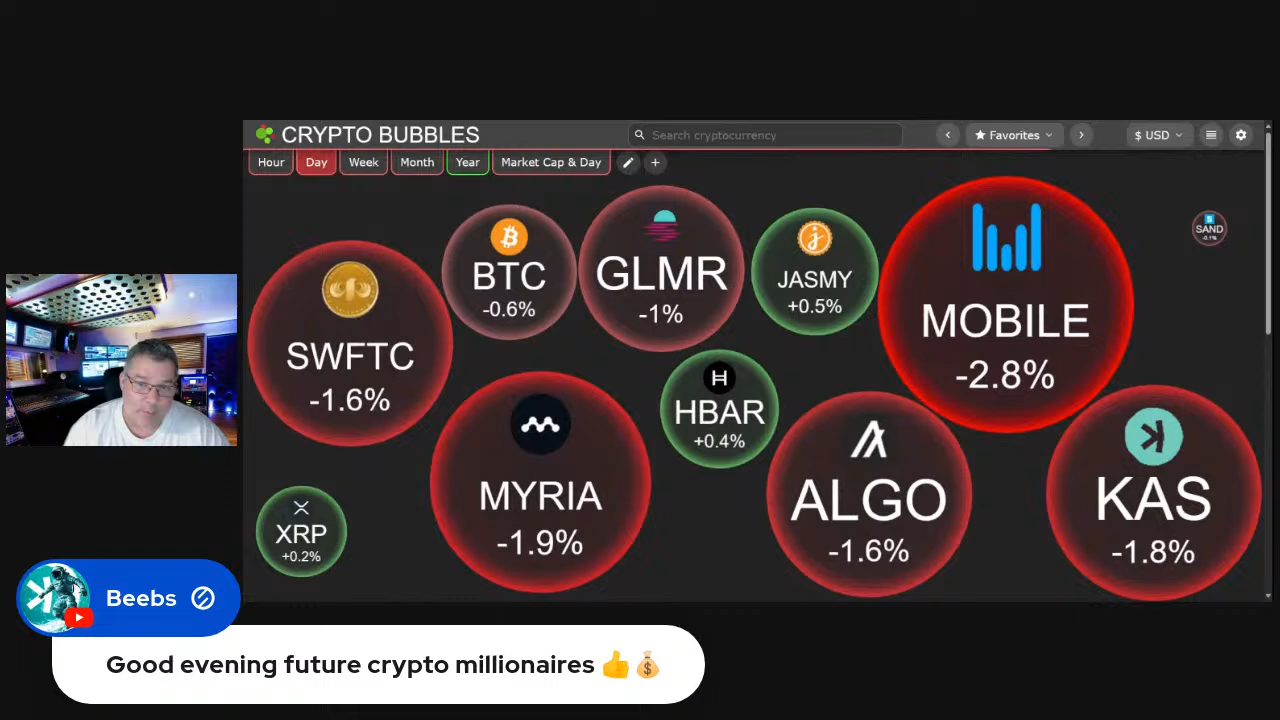 CRYPTO BUBBLES
Search cryptocurrency
Favorites
$ USD
Hour
Day
Week
Month
Year
Market Cap & Day
SWFTC
-1.6%
BTC
-0.6%
GLMR
-1%
JASMY
+0.5%
MOBILE
-2.8%
SAND
-0.1%
MYRIA
-1.9%
HBAR
+0.4%
ALGO
-1.6%
KAS
-1.8%
XRP
+0.2%
Beebs
Good evening future crypto millionaires 👍💰